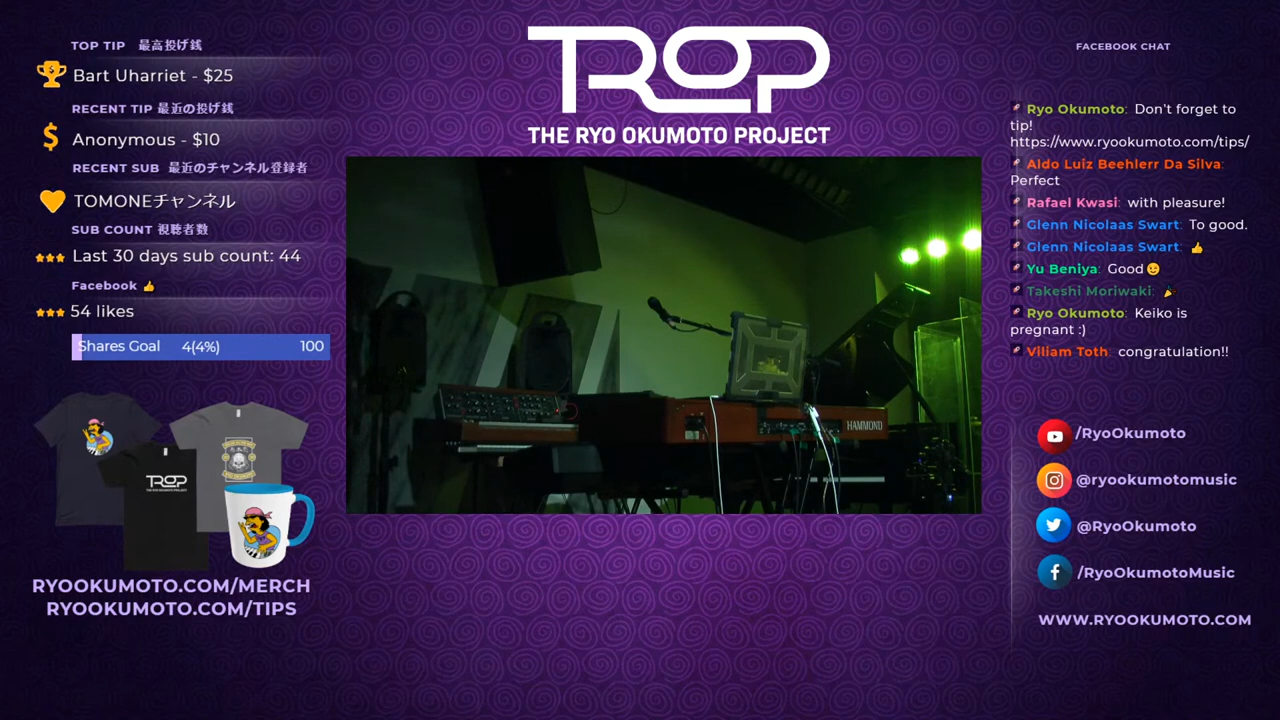 TOP TIP 最高投げ銭
Bart Uharriet - $25
RECENT TIP 最近の投げ銭
Anonymous - $10
RECENT SUB 最近のチャンネル登録者
TOMONEチャンネル
SUB COUNT 視聴者数
Last 30 days sub count: 44
Facebook 👍
54 likes
Shares Goal 4(4%) 100
TROP
THE RYO OKUMOTO PROJECT
RYOOKUMOTO.COM/MERCH
RYOOKUMOTO.COM/TIPS
TROP
THE RYO OKUMOTO PROJECT
HAMMOND
FACEBOOK CHAT
Ryo Okumoto: Don't forget to
tip!
https://www.ryookumoto.com/tips/
Aldo Luiz Beehlerr Da Silva:
Perfect
Rafael Kwasi: with pleasure!
Glenn Nicolaas Swart: To good.
Glenn Nicolaas Swart: 👍
Yu Beniya: Good😉
Takeshi Moriwaki: 🎉
Ryo Okumoto: Keiko is
pregnant :)
Viliam Toth: congratulation!!
/RyoOkumoto
@ryookumotomusic
@RyoOkumoto
/RyoOkumotoMusic
WWW.RYOOKUMOTO.COM